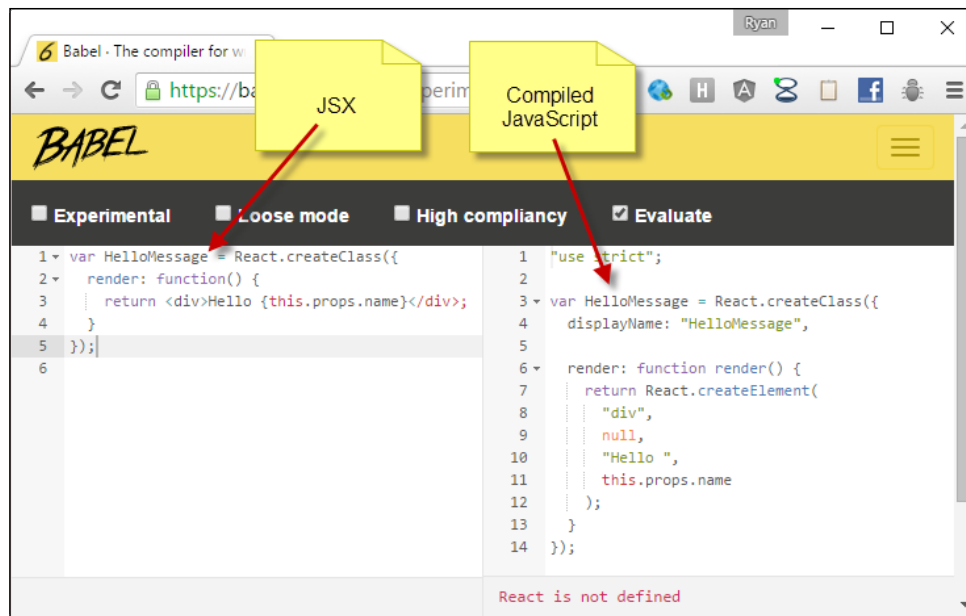 Ryan
Babel · The compiler for w
https://ba
perim
JSX
Compiled
JavaScript
BABEL
Experimental
Loose mode
High compliancy
Evaluate
1 var HelloMessage = React.createClass({
2 render: function() {
3 return <div>Hello {this.props.name}</div>;
4 }
5 });
6
1 "use strict";
2
3 var HelloMessage = React.createClass({
4 displayName: "HelloMessage",
5
6 render: function render() {
7 return React.createElement(
8 "div",
9 null,
10 "Hello ",
11 this.props.name
12 );
13 }
14 });
React is not defined